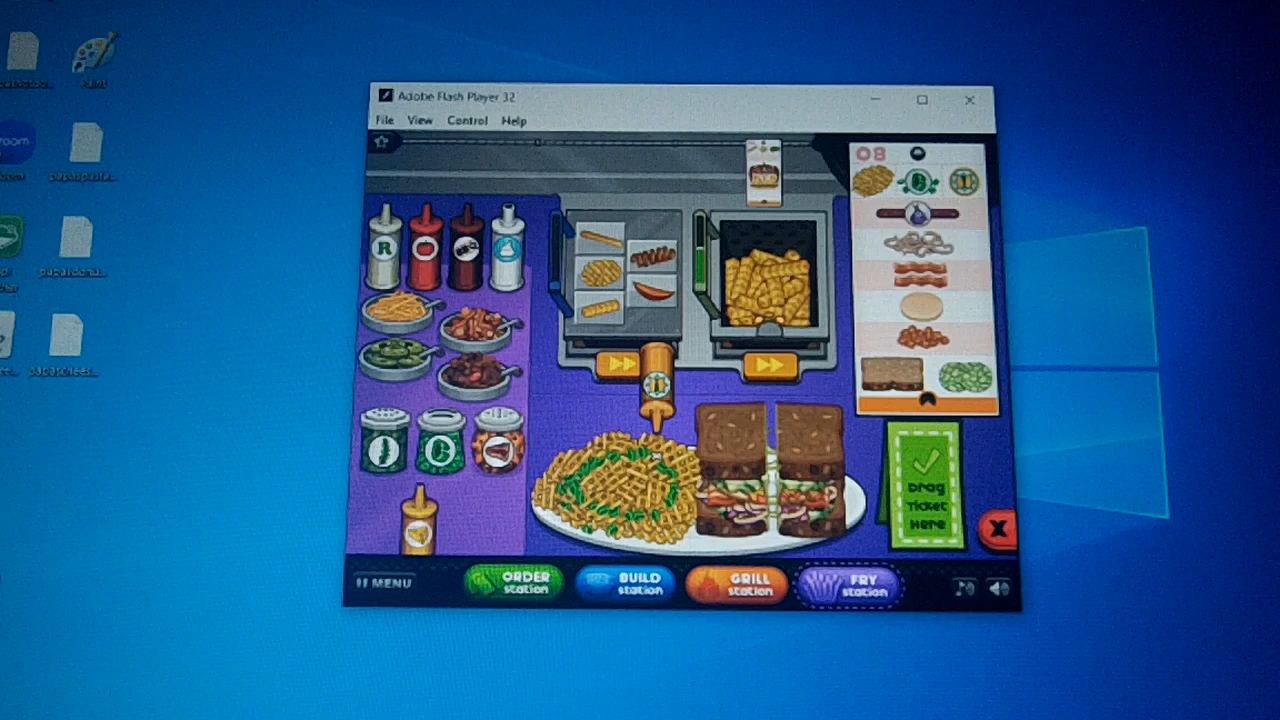 Paint
Adobe Flash Player 32
File View Control Help
08
R
Drag
Ticket
Here
X
MENU
ORDER
station
BUILD
station
GRILL
station
FRY
station